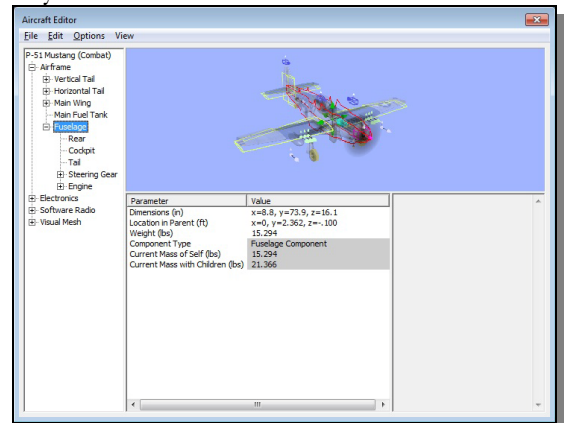 Aircraft Editor
File Edit Options View
P-51 Mustang (Combat)
Airframe
Vertical Tail
Horizontal Tail
Main Wing
Main Fuel Tank
Fuselage
Rear
Cockpit
Tail
Steering Gear
Engine
Electronics
Software Radio
Visual Mesh
Parameter Value
Dimensions (in) x=8.8, y=73.9, z=16.1
Location in Parent (ft) x=0, y=2.362, z=-.100
Weight (lbs) 15.294
Component Type Fuselage Component
Current Mass of Self (lbs) 15.294
Current Mass with Children (lbs) 21.366